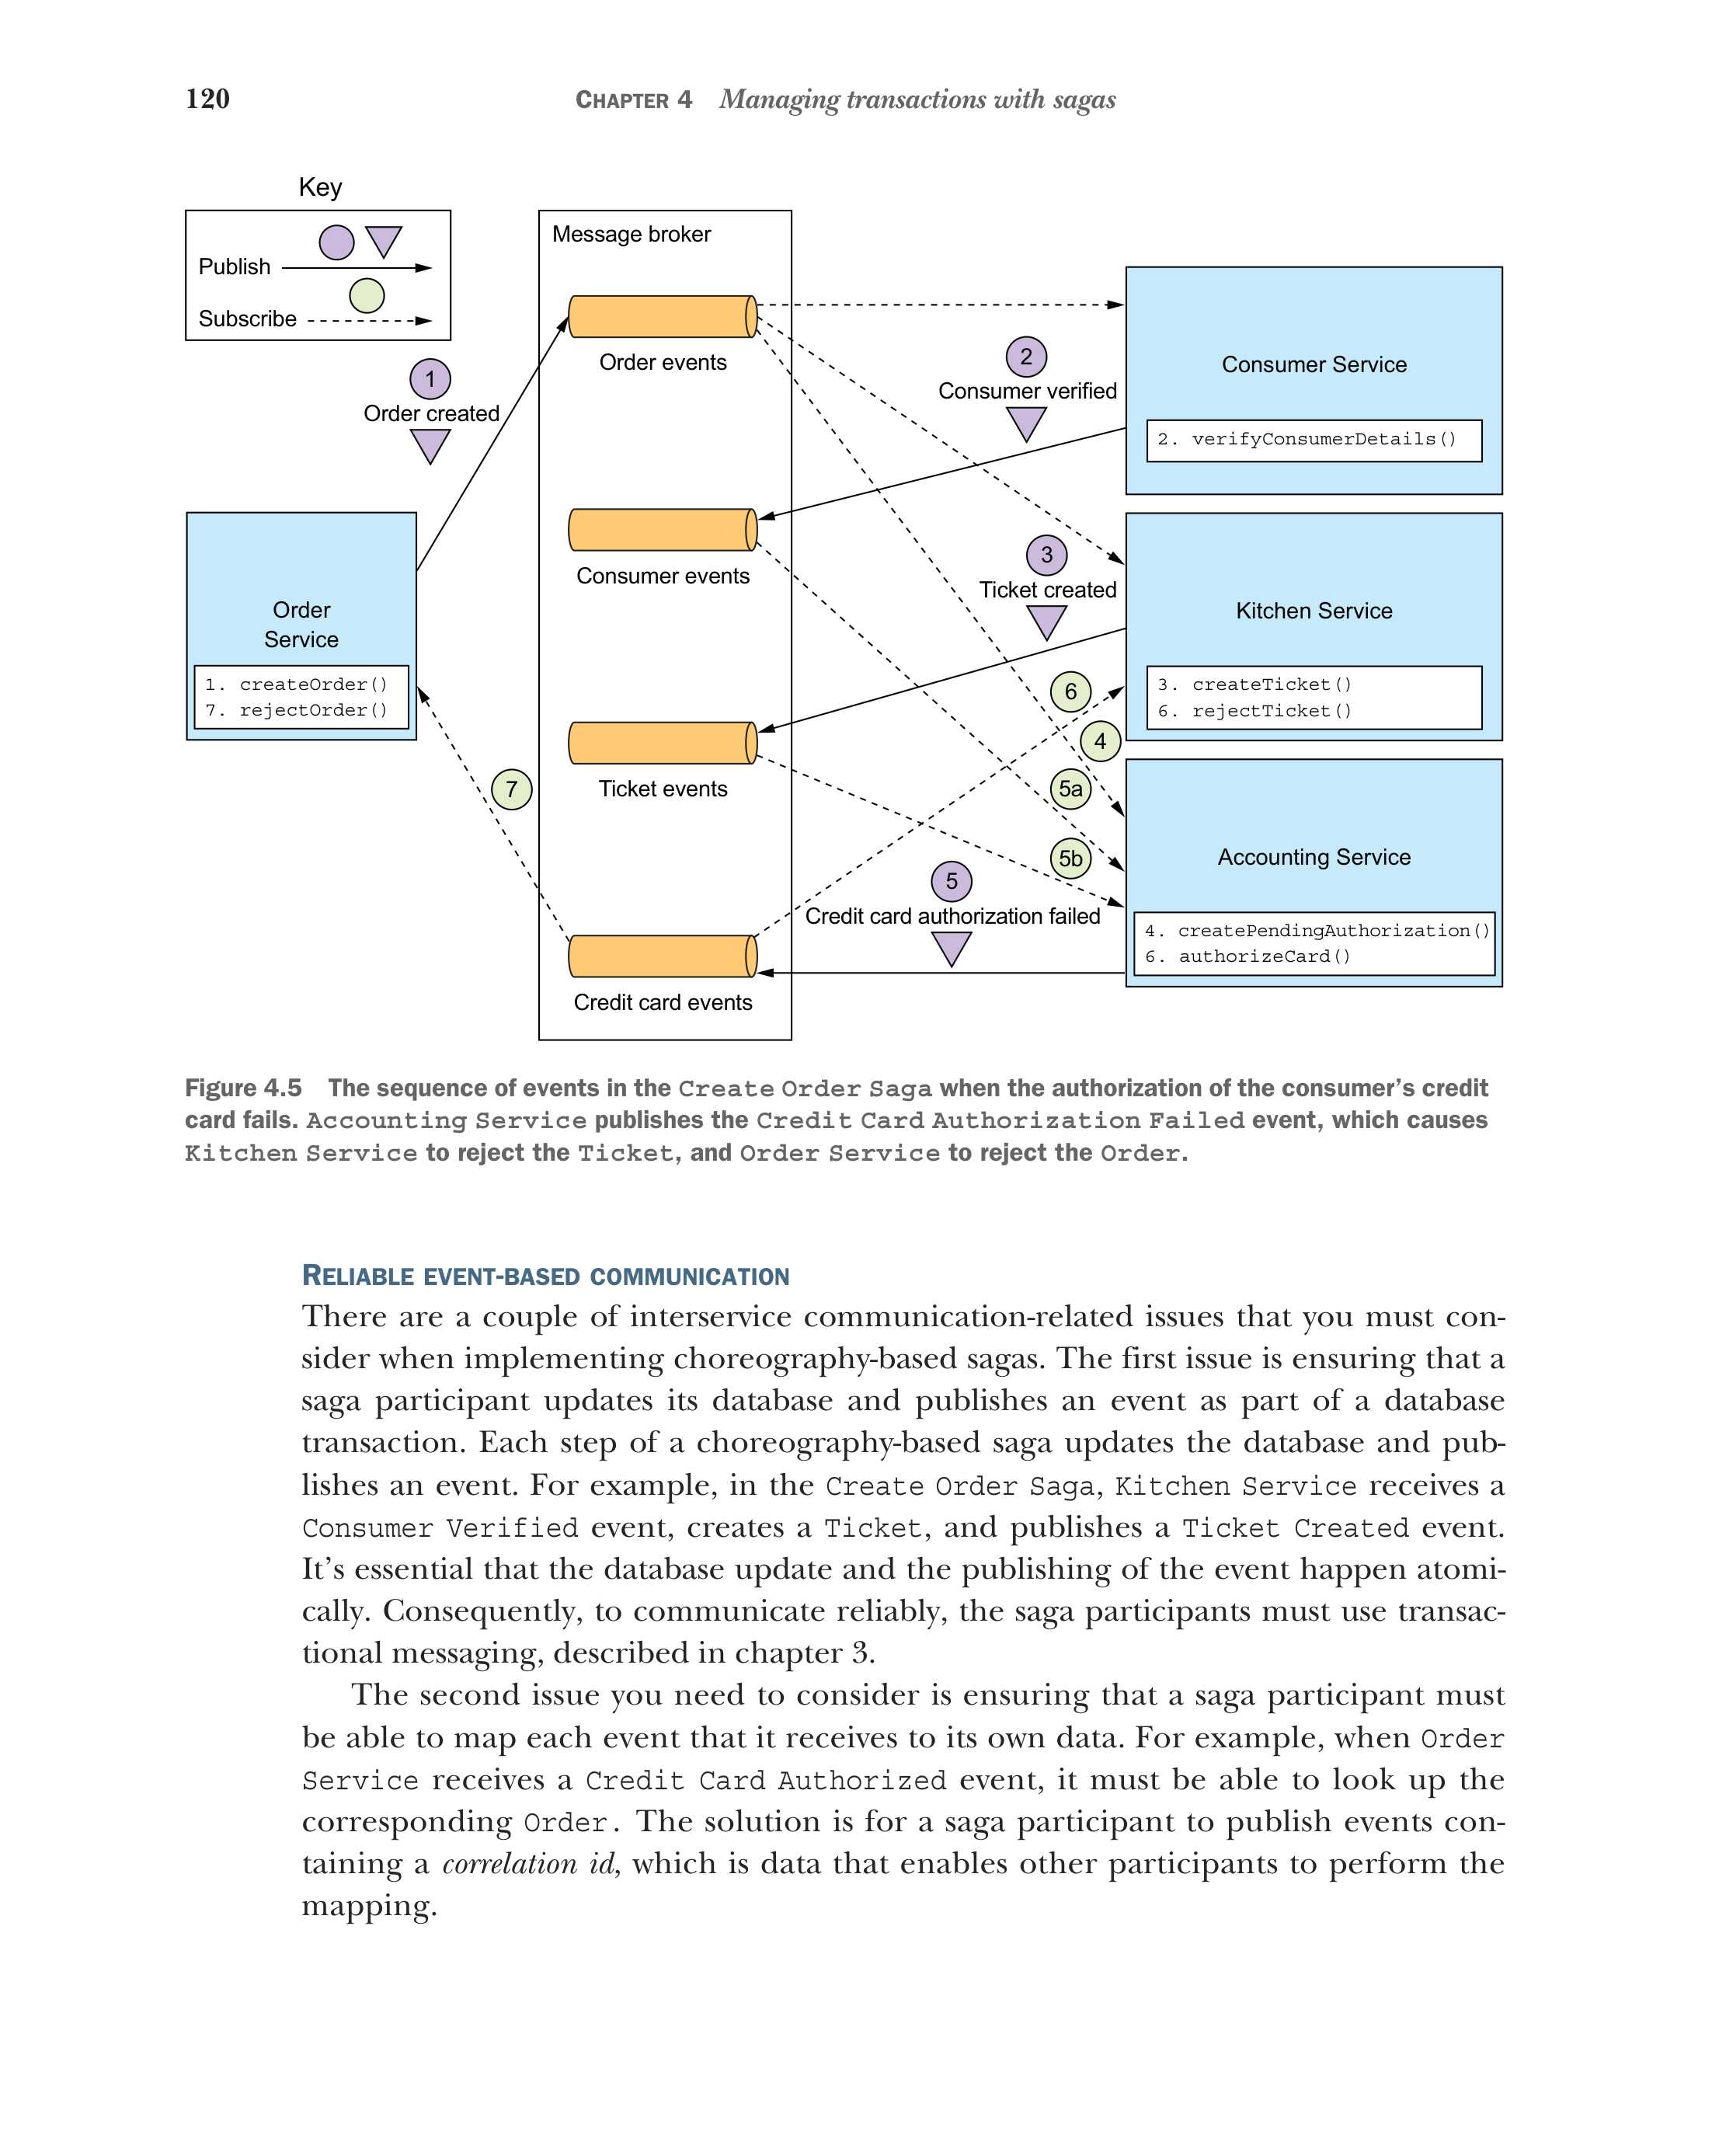 120
CHAPTER 4 Managing transactions with sagas
Key
Publish
Subscribe
Message broker
Order events
Consumer events
Ticket events
Credit card events
1
Order created
Order
Service
1. createOrder()
7. rejectOrder()
7
2
Consumer verified
Consumer Service
2. verifyConsumerDetails()
3
Ticket created
Kitchen Service
3. createTicket()
6. rejectTicket()
6
4
5a
5b
Accounting Service
4. createPendingAuthorization()
6. authorizeCard()
5
Credit card authorization failed
Figure 4.5 The sequence of events in the Create Order Saga when the authorization of the consumer’s credit
card fails. Accounting Service publishes the Credit Card Authorization Failed event, which causes
Kitchen Service to reject the Ticket, and Order Service to reject the Order.
RELIABLE EVENT-BASED COMMUNICATION
There are a couple of interservice communication-related issues that you must con-
sider when implementing choreography-based sagas. The first issue is ensuring that a
saga participant updates its database and publishes an event as part of a database
transaction. Each step of a choreography-based saga updates the database and pub-
lishes an event. For example, in the Create Order Saga, Kitchen Service receives a
Consumer Verified event, creates a Ticket, and publishes a Ticket Created event.
It’s essential that the database update and the publishing of the event happen atomi-
cally. Consequently, to communicate reliably, the saga participants must use transac-
tional messaging, described in chapter 3.
The second issue you need to consider is ensuring that a saga participant must
be able to map each event that it receives to its own data. For example, when Order
Service receives a Credit Card Authorized event, it must be able to look up the
corresponding Order. The solution is for a saga participant to publish events con-
taining a correlation id, which is data that enables other participants to perform the
mapping.